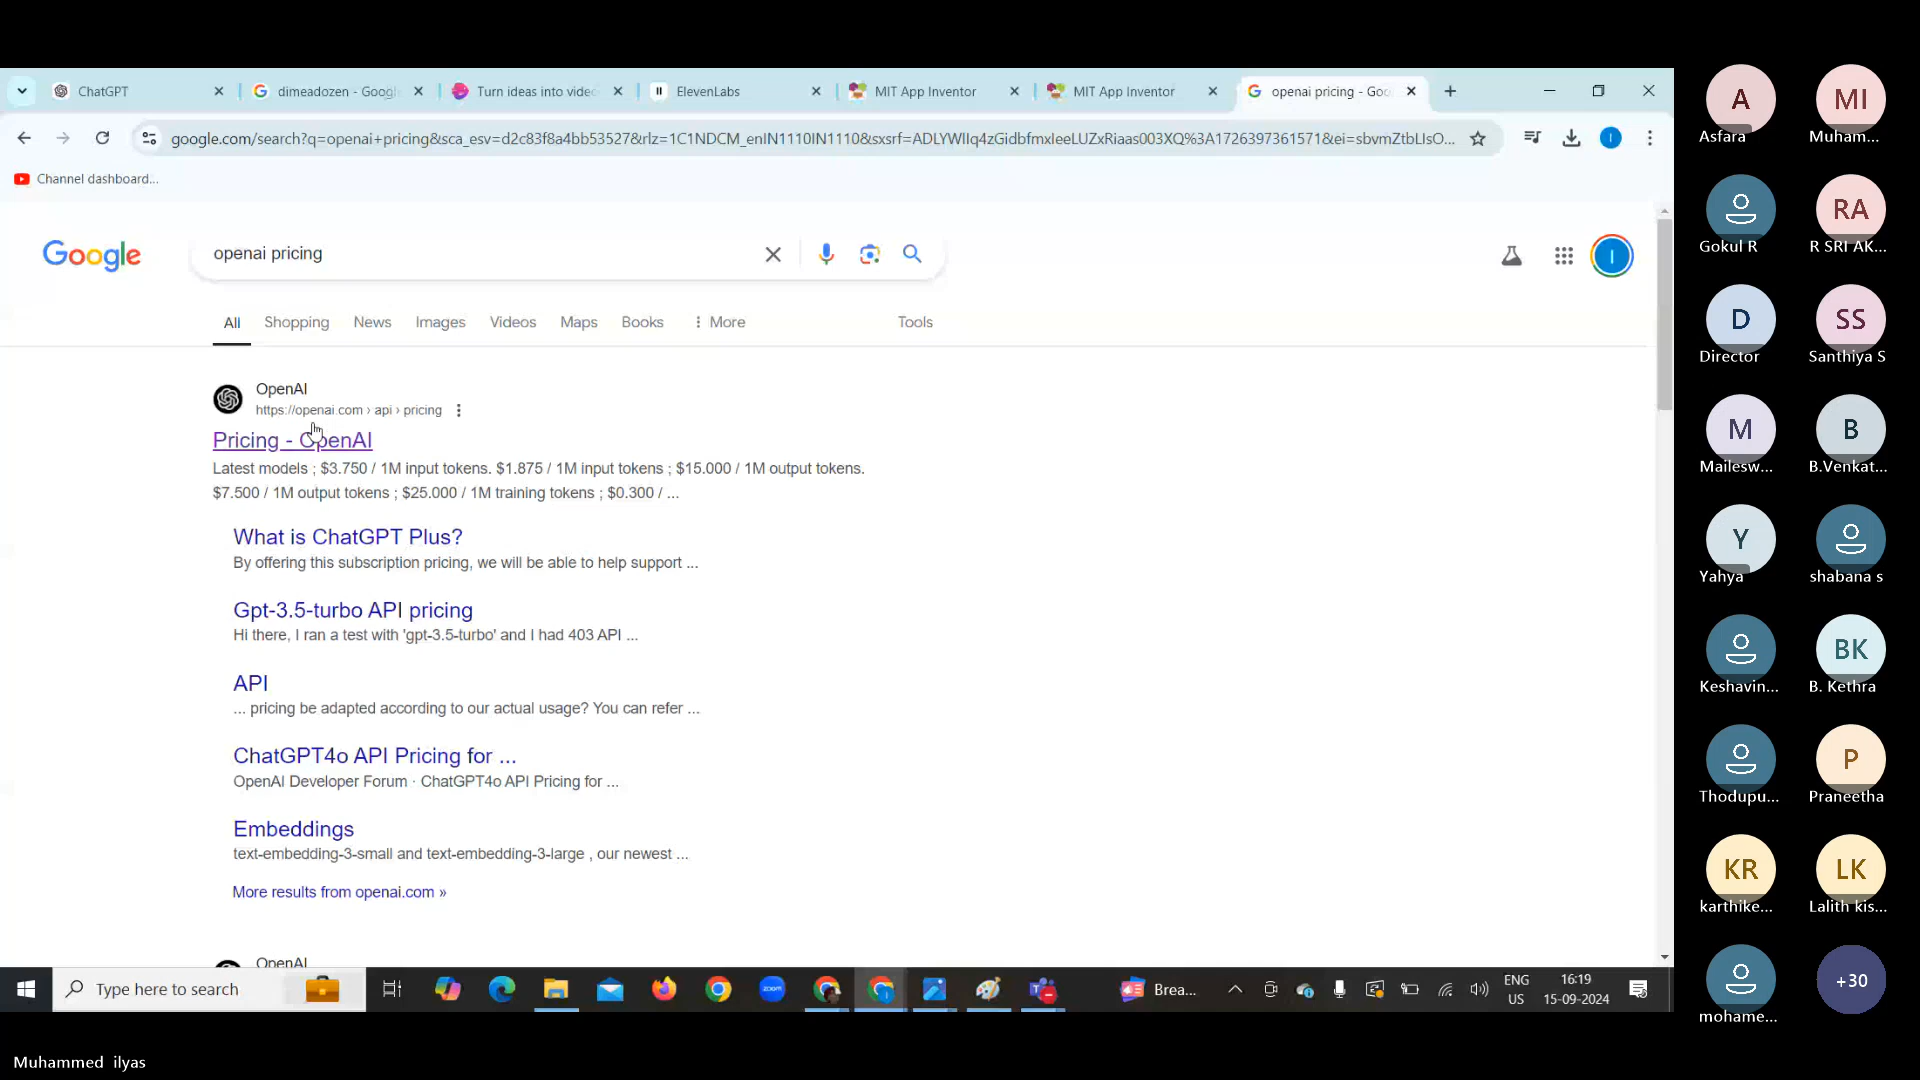 ChatGPT
dimeadozen - Google
Turn ideas into video
ElevenLabs
MIT App Inventor
MIT App Inventor
openai pricing - Goo
google.com/search?q=openai+pricing&sca_esv=d2c83f8a4bb53527&rlz=1C1NDCM_enIN1110IN1110&sxsrf=ADLYWIIq4zGidbfmxIeeLUZxRiaas003XQ%3A1726397361571&ei=sbvmZtbLIsO...
Channel dashboard...
Google
openai pricing
I
All
Shopping
News
Images
Videos
Maps
Books
More
Tools
OpenAI
https://openai.com › api › pricing
Pricing - OpenAI
Latest models ; $3.750 / 1M input tokens. $1.875 / 1M input tokens ; $15.000 / 1M output tokens.
$7.500 / 1M output tokens ; $25.000 / 1M training tokens ; $0.300 / ...
What is ChatGPT Plus?
By offering this subscription pricing, we will be able to help support ...
Gpt-3.5-turbo API pricing
Hi there, I ran a test with 'gpt-3.5-turbo' and I had 403 API ...
API
... pricing be adapted according to our actual usage? You can refer ...
ChatGPT4o API Pricing for ...
OpenAI Developer Forum · ChatGPT4o API Pricing for ...
Embeddings
text-embedding-3-small and text-embedding-3-large , our newest ...
More results from openai.com »
OpenAI
Type here to search
zoom
Brea...
ENG
US
16:19
15-09-2024
A
Asfara
MI
Muham...
Gokul R
RA
R SRI AK...
D
Director
SS
Santhiya S
M
Mailesw...
B
B.Venkat...
Y
Yahya
shabana s
Keshavin...
BK
B. Kethra
Thodupu...
P
Praneetha
KR
karthike...
LK
Lalith kis...
mohame...
+30
Muhammed ilyas